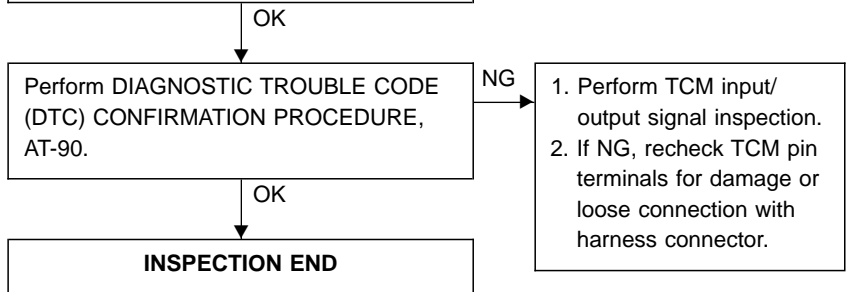 OK
Perform DIAGNOSTIC TROUBLE CODE
(DTC) CONFIRMATION PROCEDURE,
AT-90.
NG
1. Perform TCM input/
output signal inspection.
2. If NG, recheck TCM pin
terminals for damage or
loose connection with
harness connector.
OK
INSPECTION END